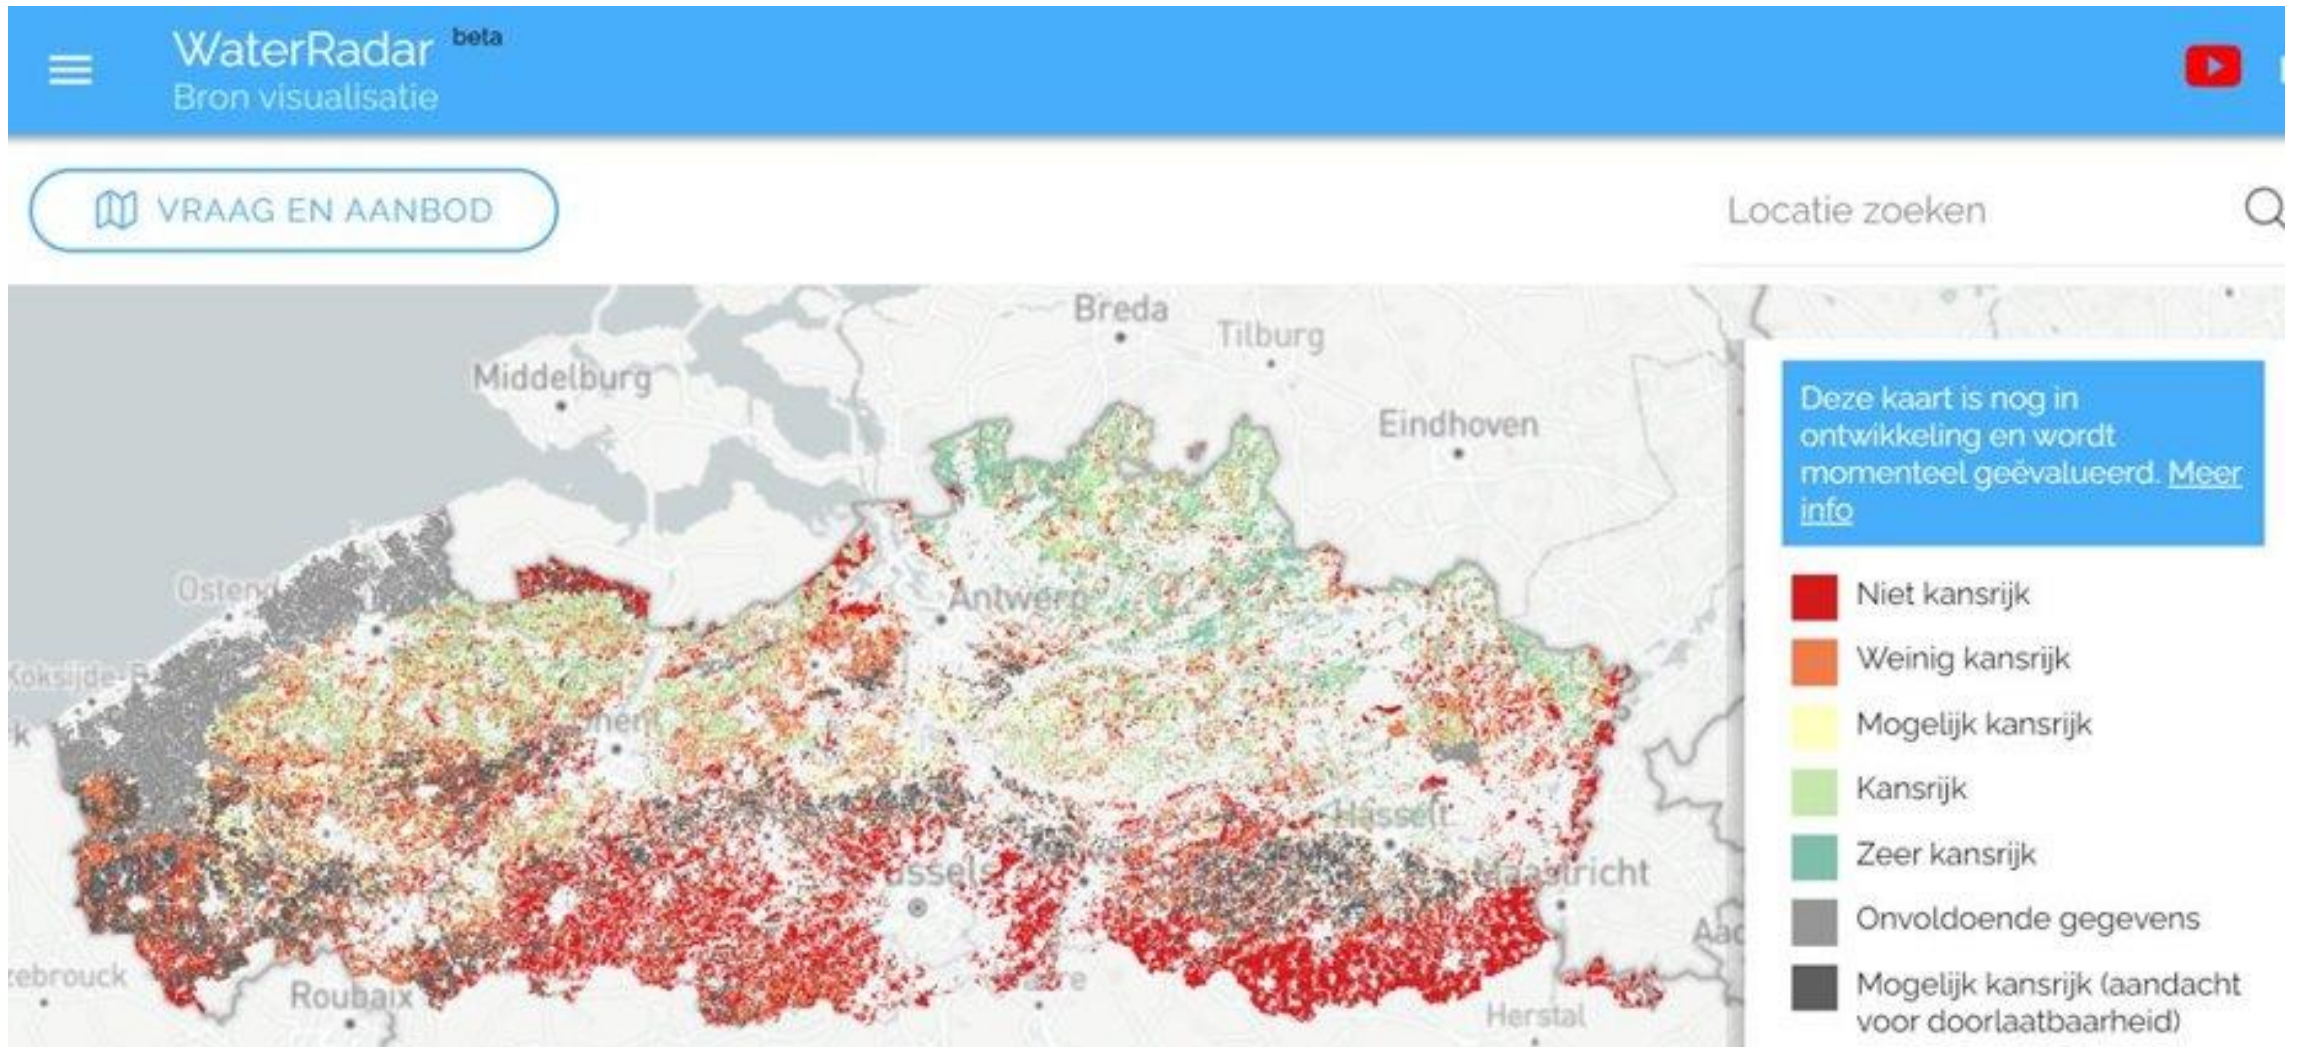 WaterRadar beta
Bron visualisatie
VRAAG EN AANBOD
Locatie zoeken
Breda
Tilburg
Middelburg
Eindhoven
Antwerp
Hasselt
Maastricht
Roubaix
Herstal
Deze kaart is nog in
ontwikkeling en wordt
momenteel geëvalueerd. Meer
info
Niet kansrijk
Weinig kansrijk
Mogelijk kansrijk
Kansrijk
Zeer kansrijk
Onvoldoende gegevens
Mogelijk kansrijk (aandacht
voor doorlaatbaarheid)